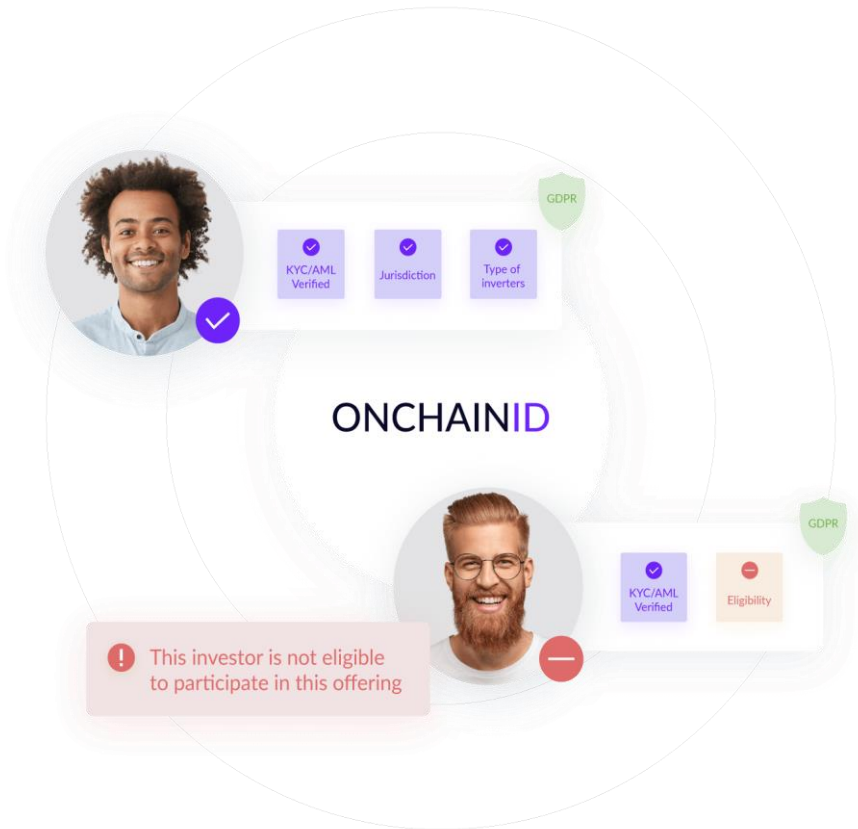 GDPR
KYC/AML
Verified
Jurisdiction
Type of
inverters
ONCHAINID
GDPR
KYC/AML
Verified
Eligibility
This investor is not eligible
to participate in this offering